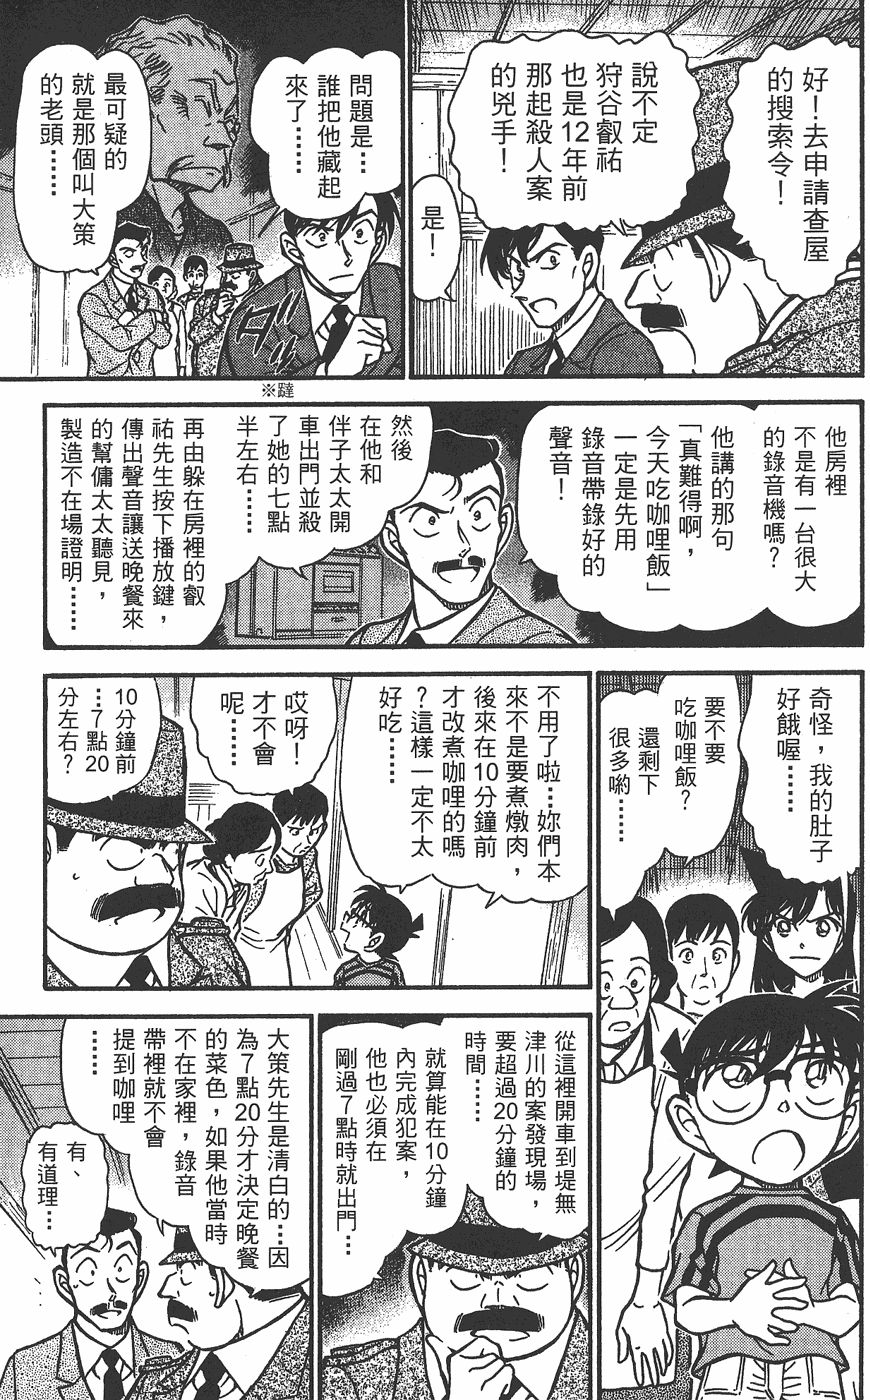 好！去申請查屋
的搜索令！
說不定
狩谷叡祐
也是12年前
那起殺人案
的兇手！
是！
問題是…
誰把他藏起
來了……
最可疑的
就是那個叫大策
的老頭……
※躂
他房裡
不是有一台很大
的錄音機嗎？
他講的那句
「真難得啊，
今天吃咖哩飯」
一定是先用
錄音帶錄好的
聲音！
然後
在他和
伴子太太開
車出門並殺
了她的七點
半左右……
再由躲在房裡的叡
祐先生按下播放鍵，
傳出聲音讓送晚餐來
的幫傭太太聽見，
製造不在場證明……
奇怪，我的肚子
好餓喔……
要不要
吃咖哩飯？
還剩下
很多喲……
不用了啦…妳們本
來不是要煮燉肉，
後來在10分鐘前
才改煮咖哩的嗎
？這樣一定不太
好吃……
哎呀！
才不會
呢……
10分鐘前
…7點20
分左右？
從這裡開車到堤無
津川的案發現場，
要超過20分鐘的
時間……
就算能在10分鐘
內完成犯案，
他也必須在
剛過7點時就出門…
大策先生是清白的…因
為7點20分才決定晚餐
的菜色，如果他當時
不在家裡，錄音
帶裡就不會
提到咖哩
……
有、
有道理…